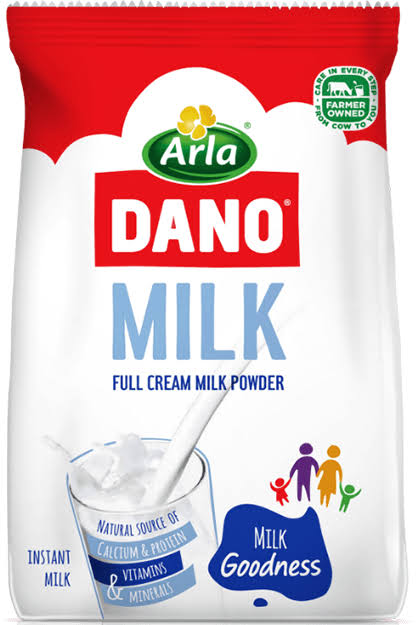 CARE IN EVERY STEP
FARMER
OWNED
FROM COW TO YOU
Arla®
DANO®
MILK
FULL CREAM MILK POWDER
NATURAL SOURCE OF
CALCIUM & PROTEIN
VITAMINS
& MINERALS
INSTANT
MILK
MILK
Goodness